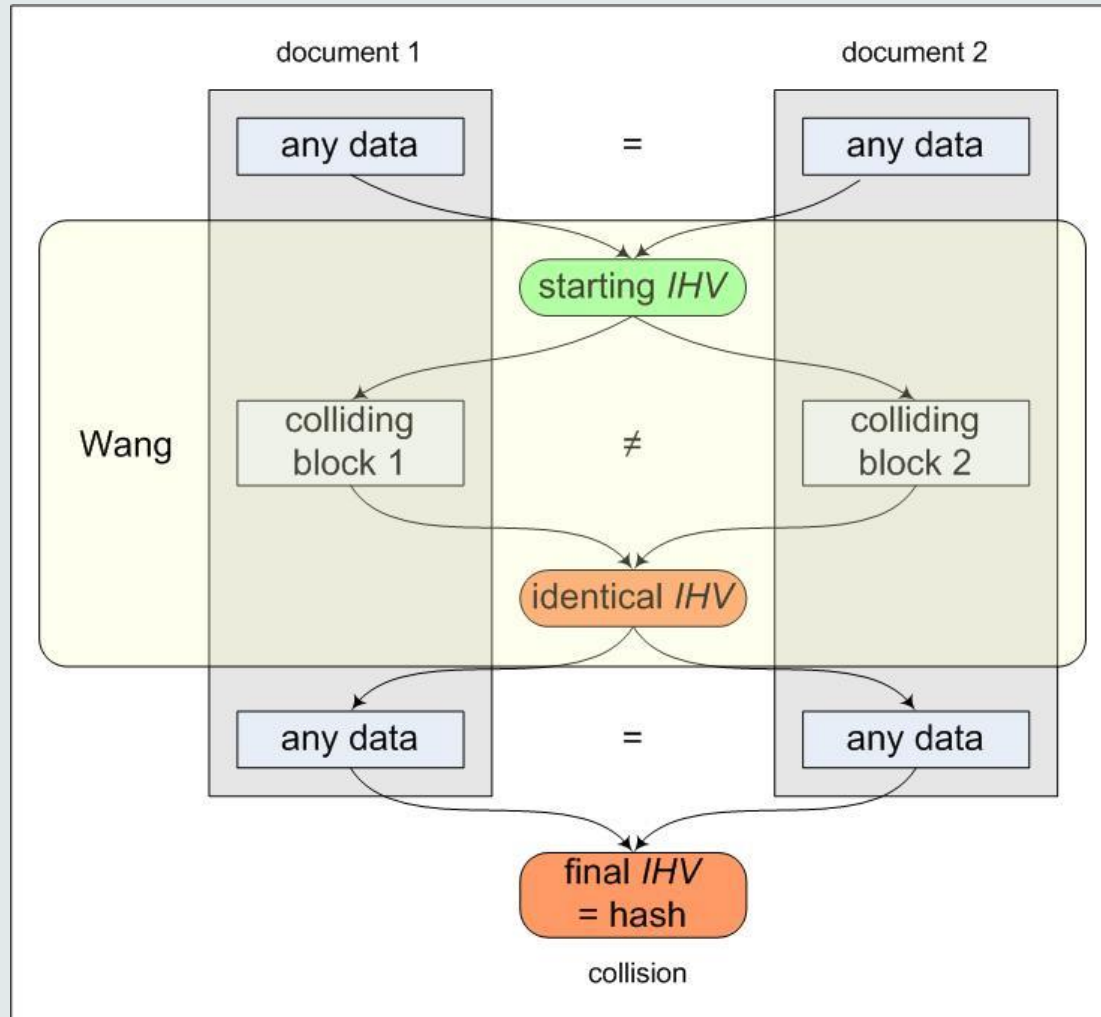 document 1
document 2
any data
=
any data
starting IHV
Wang
colliding
block 1
≠
colliding
block 2
identical IHV
any data
=
any data
final IHV
= hash
collision